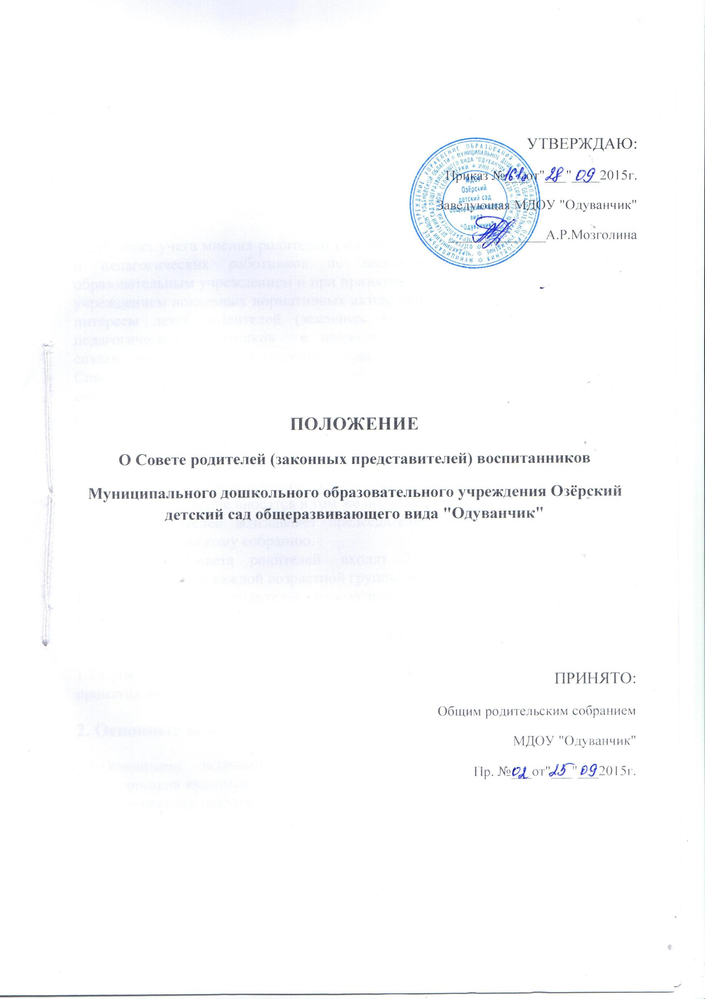 УТВЕРЖДАЮ:
Приказ № от"28" 09 2015г.
Заведующая МДОУ "Одуванчик"
А.Р.Мозголина
МДОУ
Озёрский
детский сад
общеразвивающего
вида
"Одуванчик"
ПОЛОЖЕНИЕ
О Совете родителей (законных представителей) воспитанников
Муниципального дошкольного образовательного учреждения Озёрский
детский сад общеразвивающего вида "Одуванчик"
ПРИНЯТО:
Общим родительским собранием
МДОУ "Одуванчик"
Пр. №02 от"25" 09 2015г.